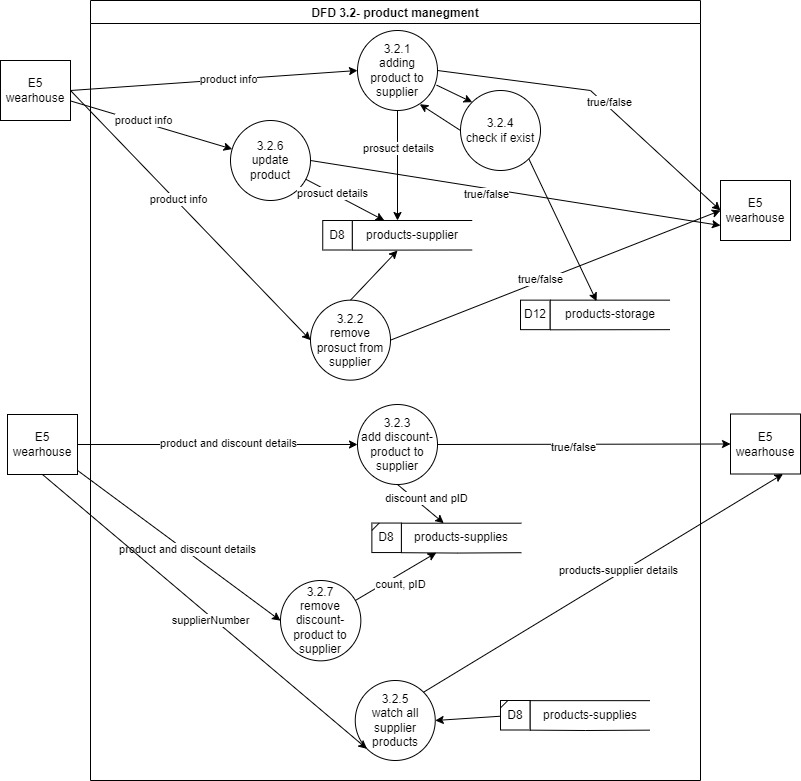 DFD 3.2- product manegment
E5
wearhouse
product info
3.2.1
adding
product to
supplier
true/false
product info
3.2.4
check if exist
3.2.6
update
product
prosuct details
product info
prosuct details
true/false
E5
wearhouse
D8
products-supplier
true/false
D12
products-storage
3.2.2
remove
prosuct from
supplier
E5
wearhouse
product and discount details
3.2.3
add discount-
product to
supplier
true/false
E5
wearhouse
discount and pID
D8
products-supplies
product and discount details
products-supplier details
count, pID
3.2.7
remove
discount-
product to
supplier
supplierNumber
3.2.5
watch all
supplier
products
D8
products-supplies